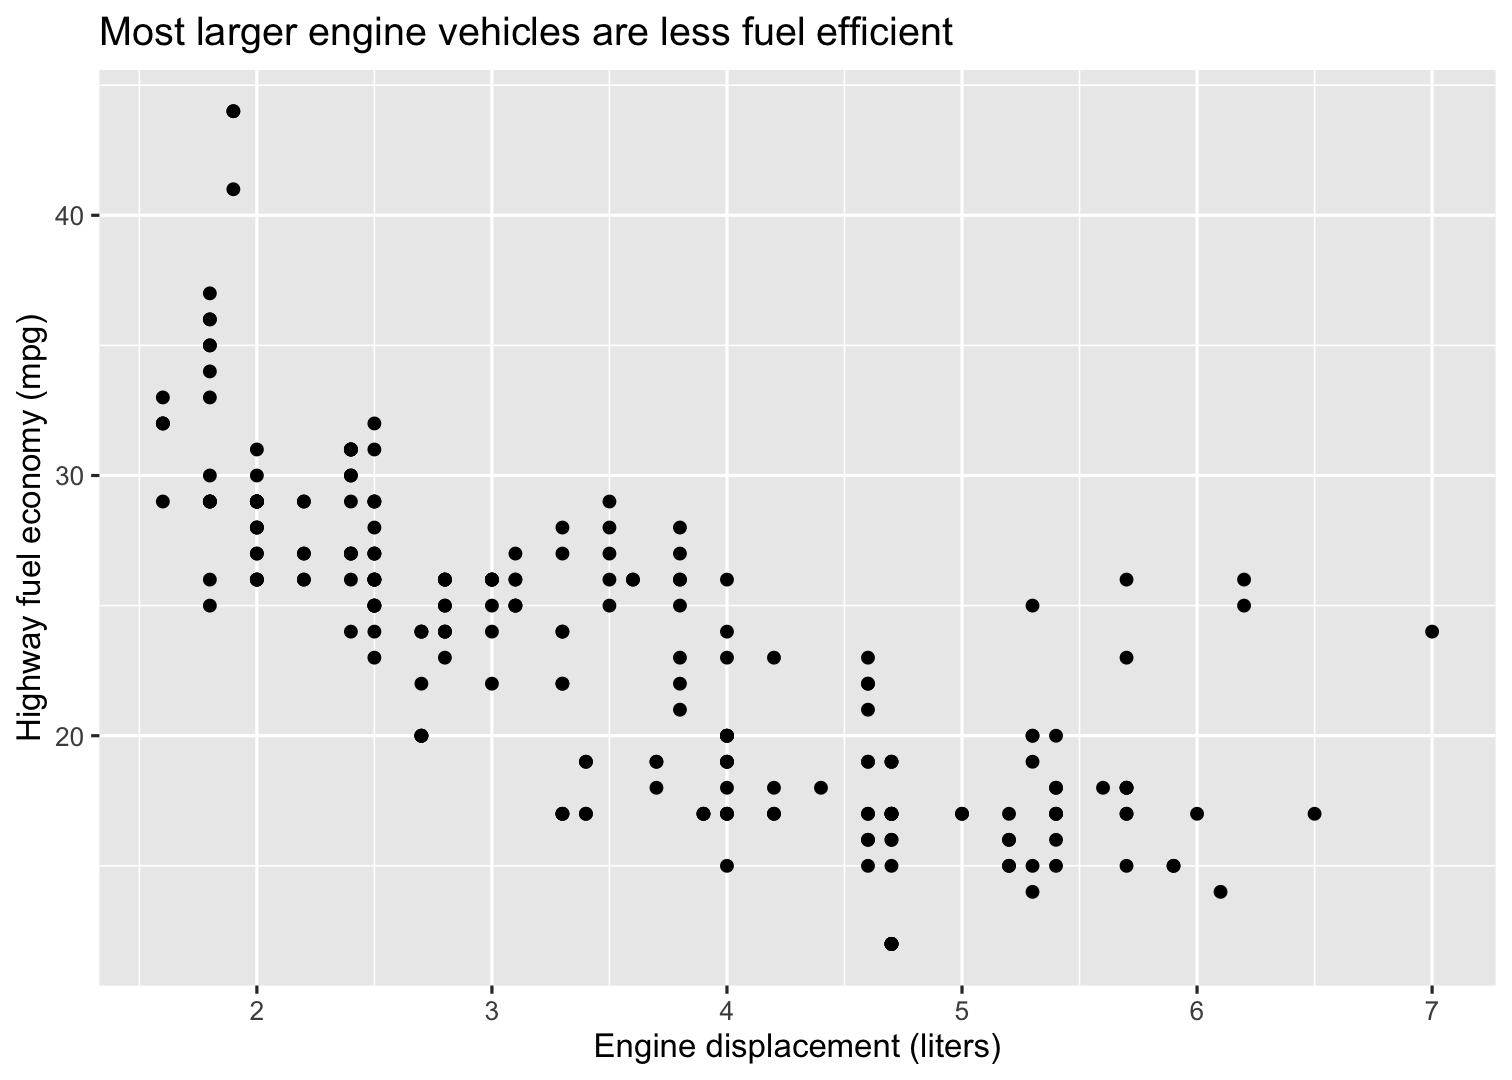 Most larger engine vehicles are less fuel efficient
Highway fuel economy (mpg)
40
30
20
2 3 4 5 6 7
Engine displacement (liters)